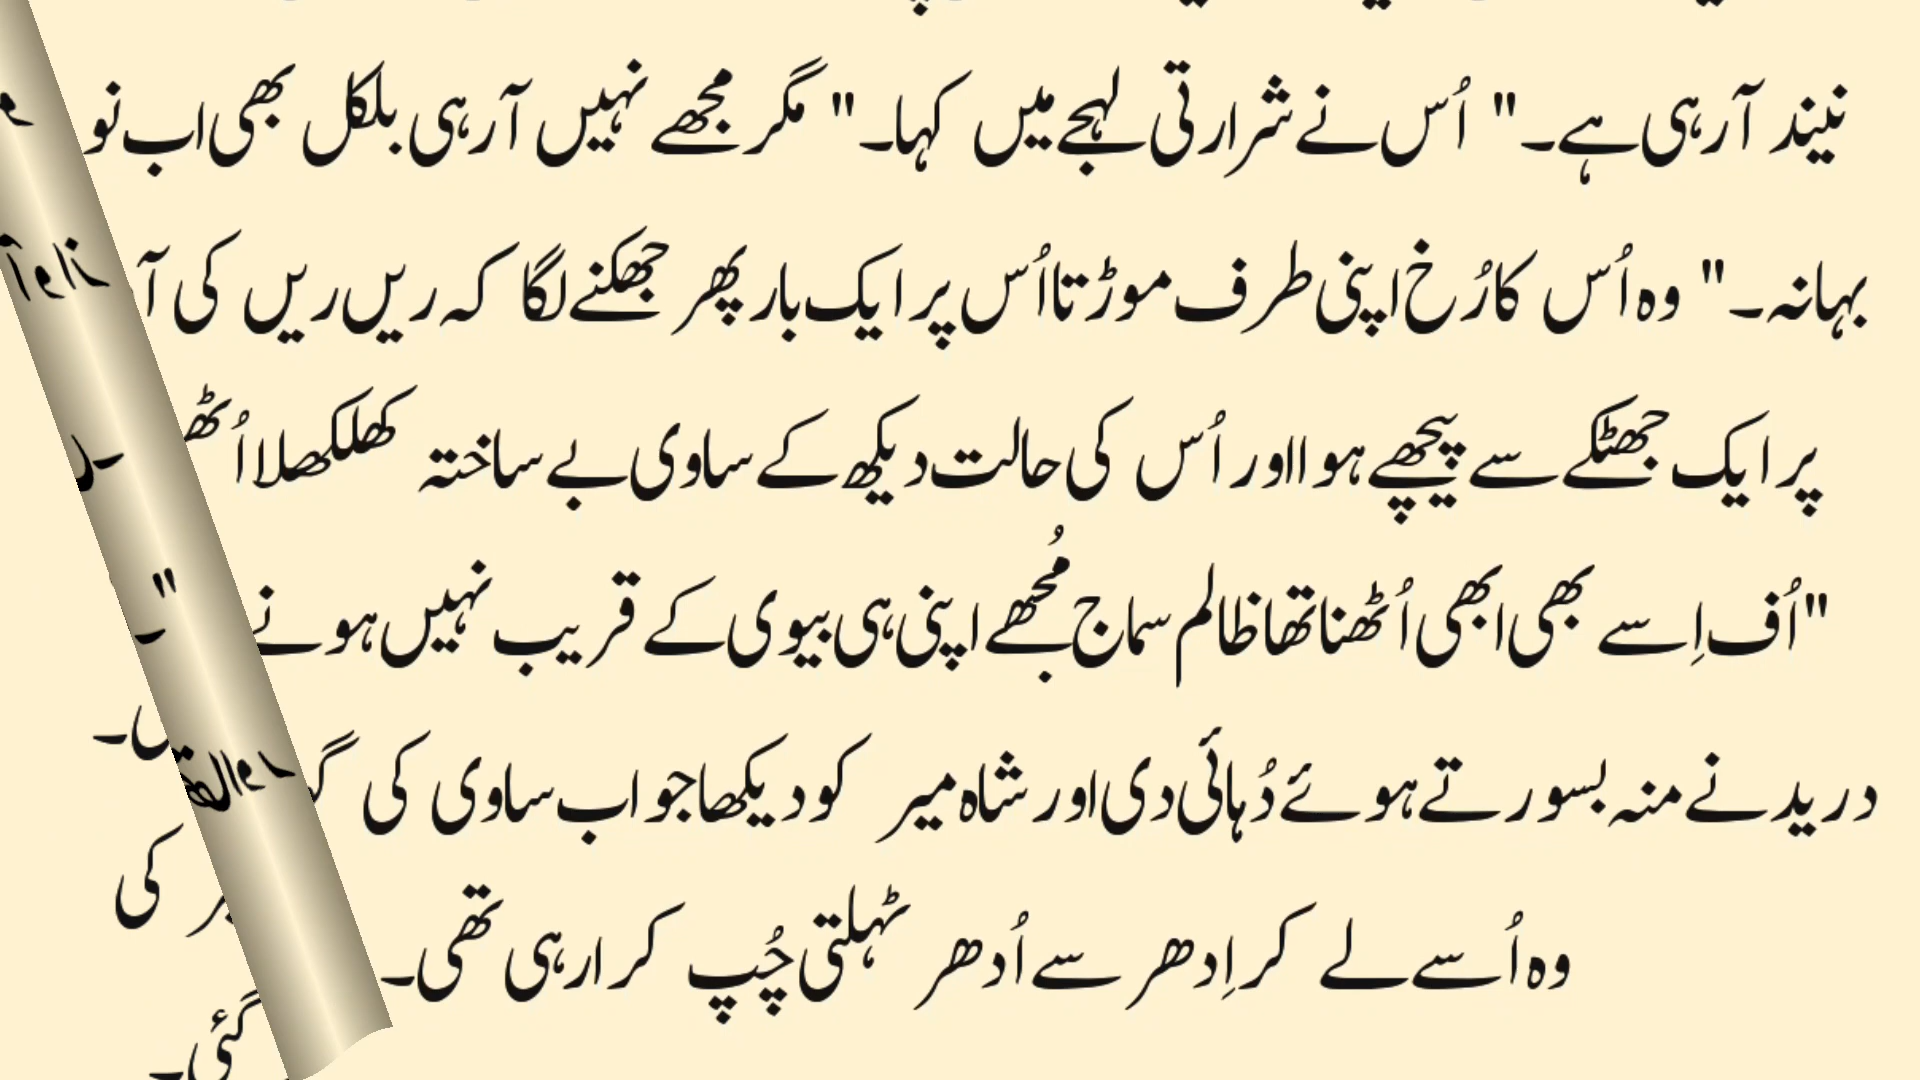 نیند آرہی ہے۔" اُس نے شرارتی لہجے میں کہا۔" مگر مجھے نہیں آرہی بلکل بھی اب نو
بہانہ۔" وہ اُس کا رُخ اپنی طرف موڑتا اُس پر ایک بار پھر جھکنے لگا کہ ریں ریں کی آ
پر ایک جھٹکے سے پیچھے ہوا اور اُس کی حالت دیکھ کے ساوی بے ساختہ کھلکھلا اُٹھ
"اُف اِسے بھی ابھی اُٹھنا تھا ظالم سماج مُجھے اپنی ہی بیوی کے قریب نہیں ہونے
درید نے منہ بسورتے ہوئے دُہائی دی اور شاہ میر کو دیکھا جو اب ساوی کی
وہ اُسے لے کر اِدھر سے اُدھر ٹہلتی چُپ کرا رہی تھی۔
کی
گئی۔